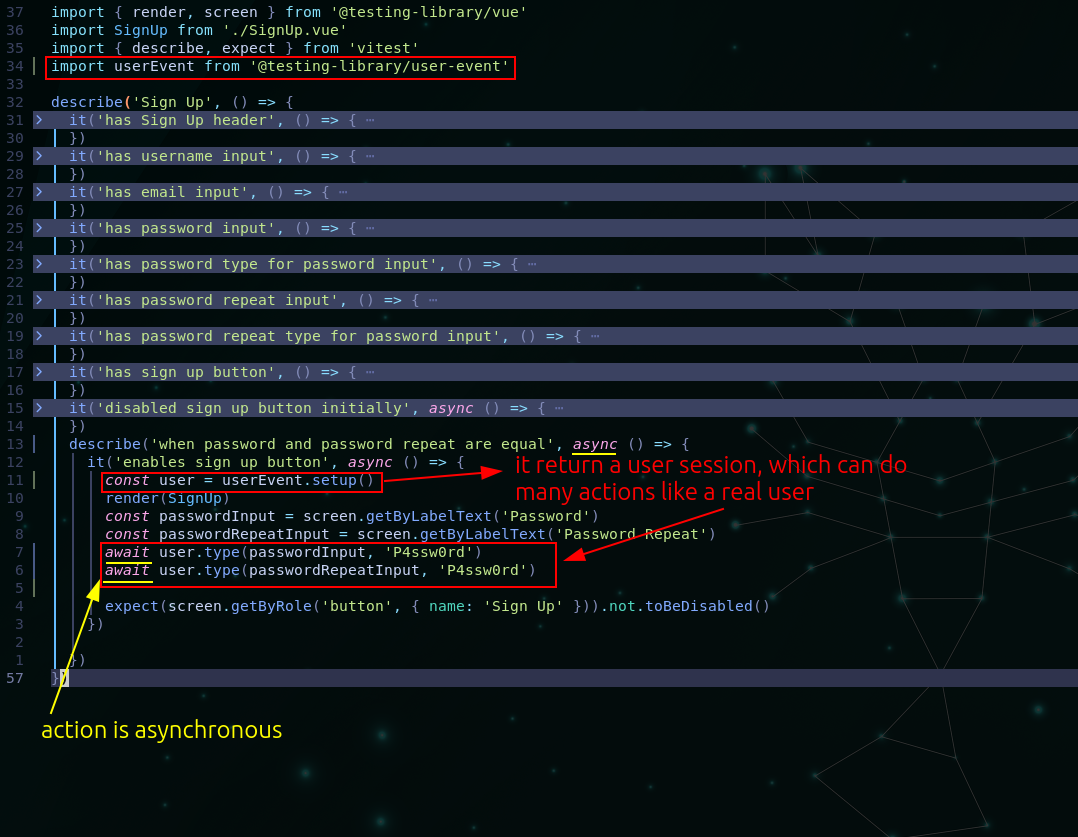 37 import { render, screen } from '@testing-library/vue'
36 import SignUp from './SignUp.vue'
35 import { describe, expect } from 'vitest'
34 import userEvent from '@testing-library/user-event'
33
32 describe('Sign Up', () => {
31 > it('has Sign Up header', () => { ⋯
30 })
29 > it('has username input', () => { ⋯
28 })
27 > it('has email input', () => { ⋯
26 })
25 > it('has password input', () => { ⋯
24 })
23 > it('has password type for password input', () => { ⋯
22 })
21 > it('has password repeat input', () => { ⋯
20 })
19 > it('has password repeat type for password input', () => { ⋯
18 })
17 > it('has sign up button', () => { ⋯
16 })
15 > it('disabled sign up button initially', async () => { ⋯
14 })
13 describe('when password and password repeat are equal', async () => {
12 it('enables sign up button', async () => {
11 const user = userEvent.setup()
10 render(SignUp)
9 const passwordInput = screen.getByLabelText('Password')
8 const passwordRepeatInput = screen.getByLabelText('Password Repeat')
7 await user.type(passwordInput, 'P4ssw0rd')
6 await user.type(passwordRepeatInput, 'P4ssw0rd')
5
4 expect(screen.getByRole('button', { name: 'Sign Up' })).not.toBeDisabled()
3 })
2
1 })
57 })
it return a user session, which can do
many actions like a real user
action is asynchronous